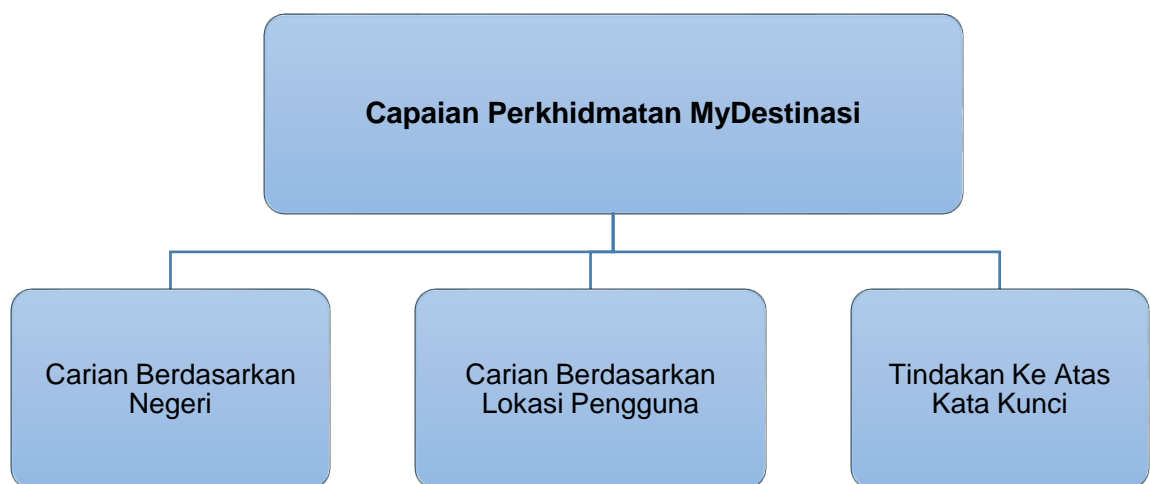 Capaian Perkhidmatan MyDestinasi
Carian Berdasarkan
Negeri
Carian Berdasarkan
Lokasi Pengguna
Tindakan Ke Atas
Kata Kunci